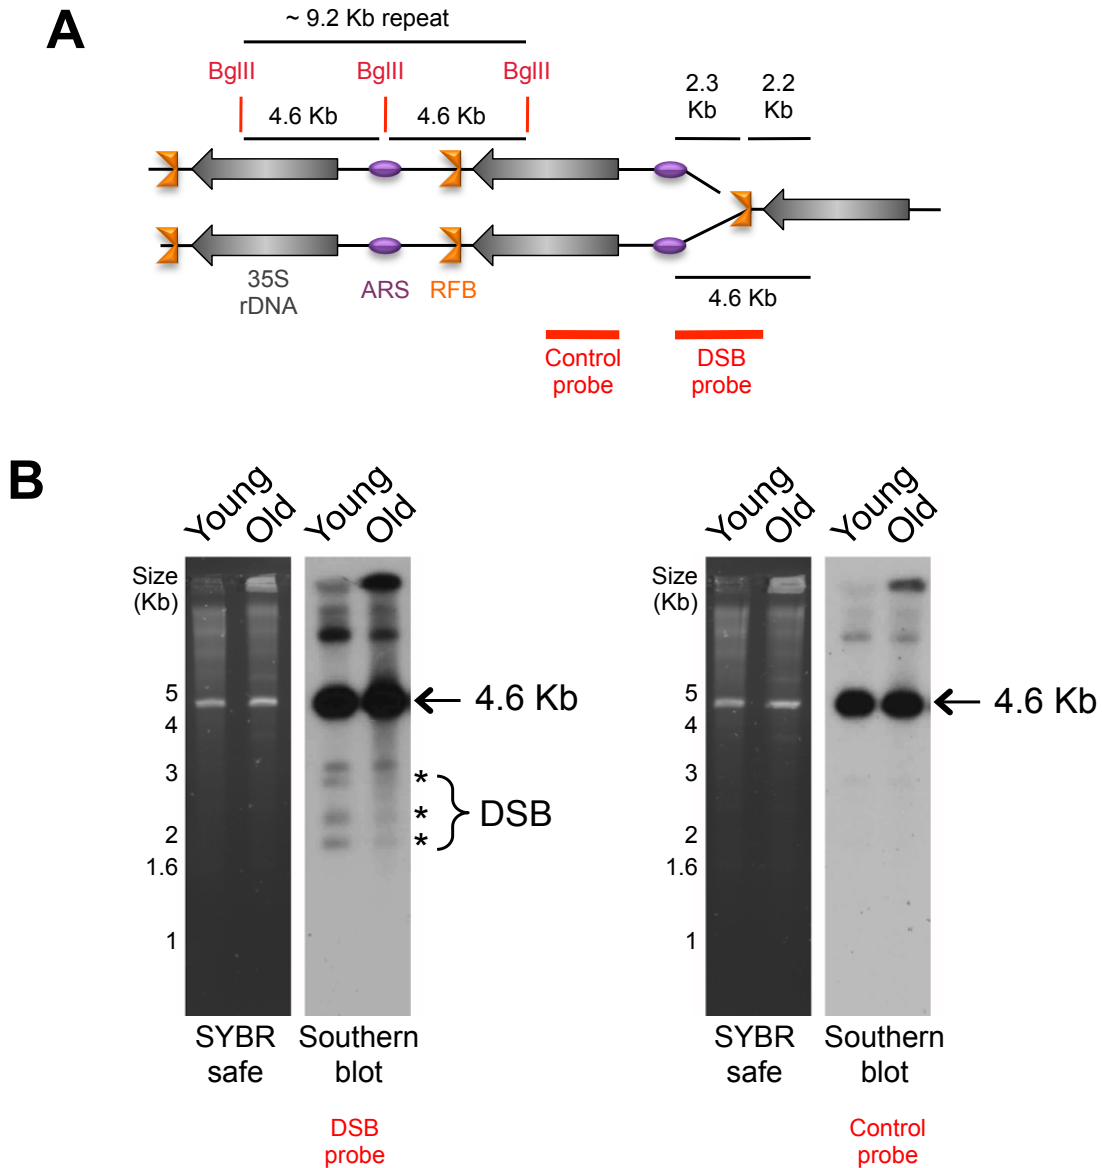 A
~ 9.2 Kb repeat
BglII BglII BglII
4.6 Kb 4.6 Kb
2.3 Kb
2.2 Kb
35S
rDNA
ARS RFB
4.6 Kb
Control
probe
DSB
probe
B
Young Old Young Old
Size
(Kb)
5
4
3
2
1.6
1
4.6 Kb
*
*
*
DSB
SYBR
safe
Southern
blot
DSB
probe
Young Old Young Old
Size
(Kb)
5
4
3
2
1.6
1
4.6 Kb
SYBR
safe
Southern
blot
Control
probe